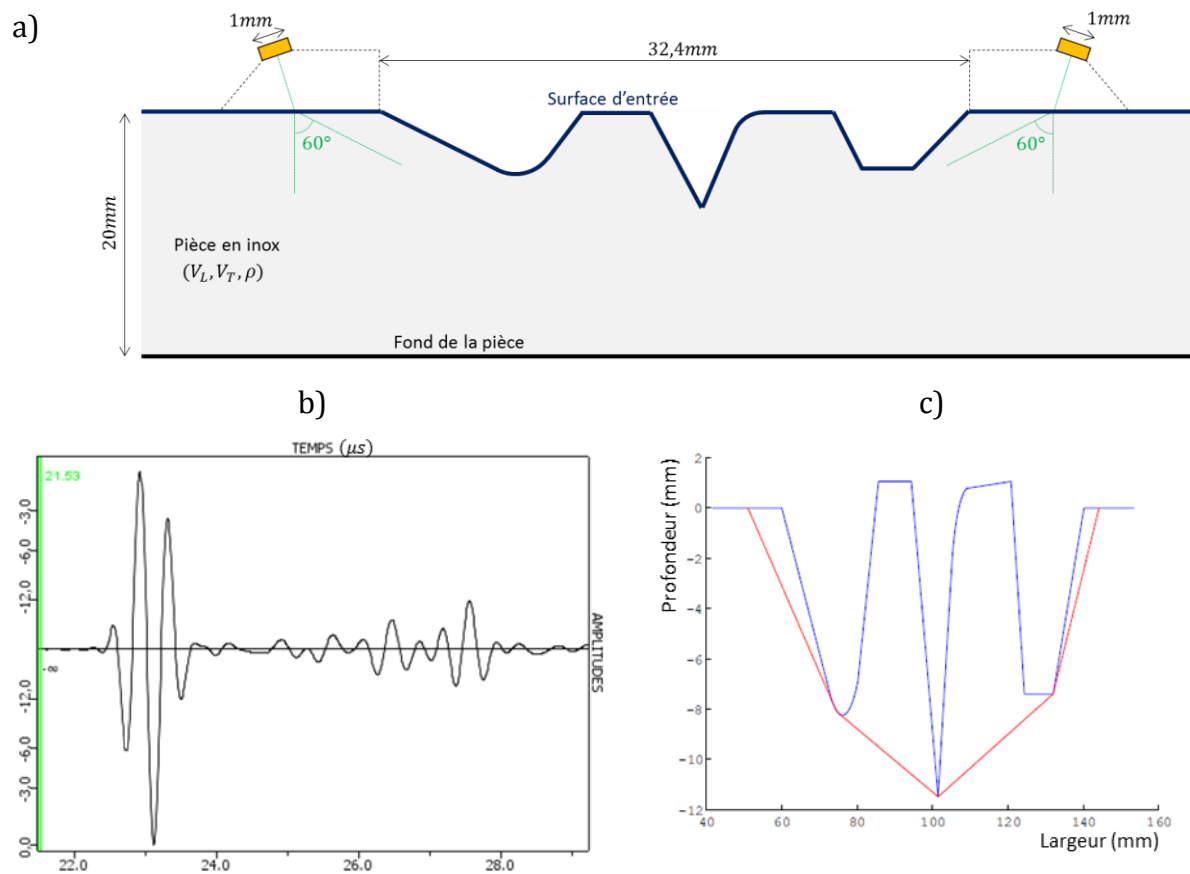 a)
1mm
1mm
32,4mm
Surface d'entrée
60°
60°
20mm
Pièce en inox
(V_L, V_T, ρ)
Fond de la pièce
b)
c)
TEMPS (μs)
21.53
-3.0
-6.0
-12.0
-∞
-12.0
-6.0
-3.0
0.0
AMPLITUDES
22.0 24.0 26.0 28.0
Profondeur (mm)
2
0
−2
−4
−6
−8
−10
−12
40 60 80 100 120 140 160
Largeur (mm)